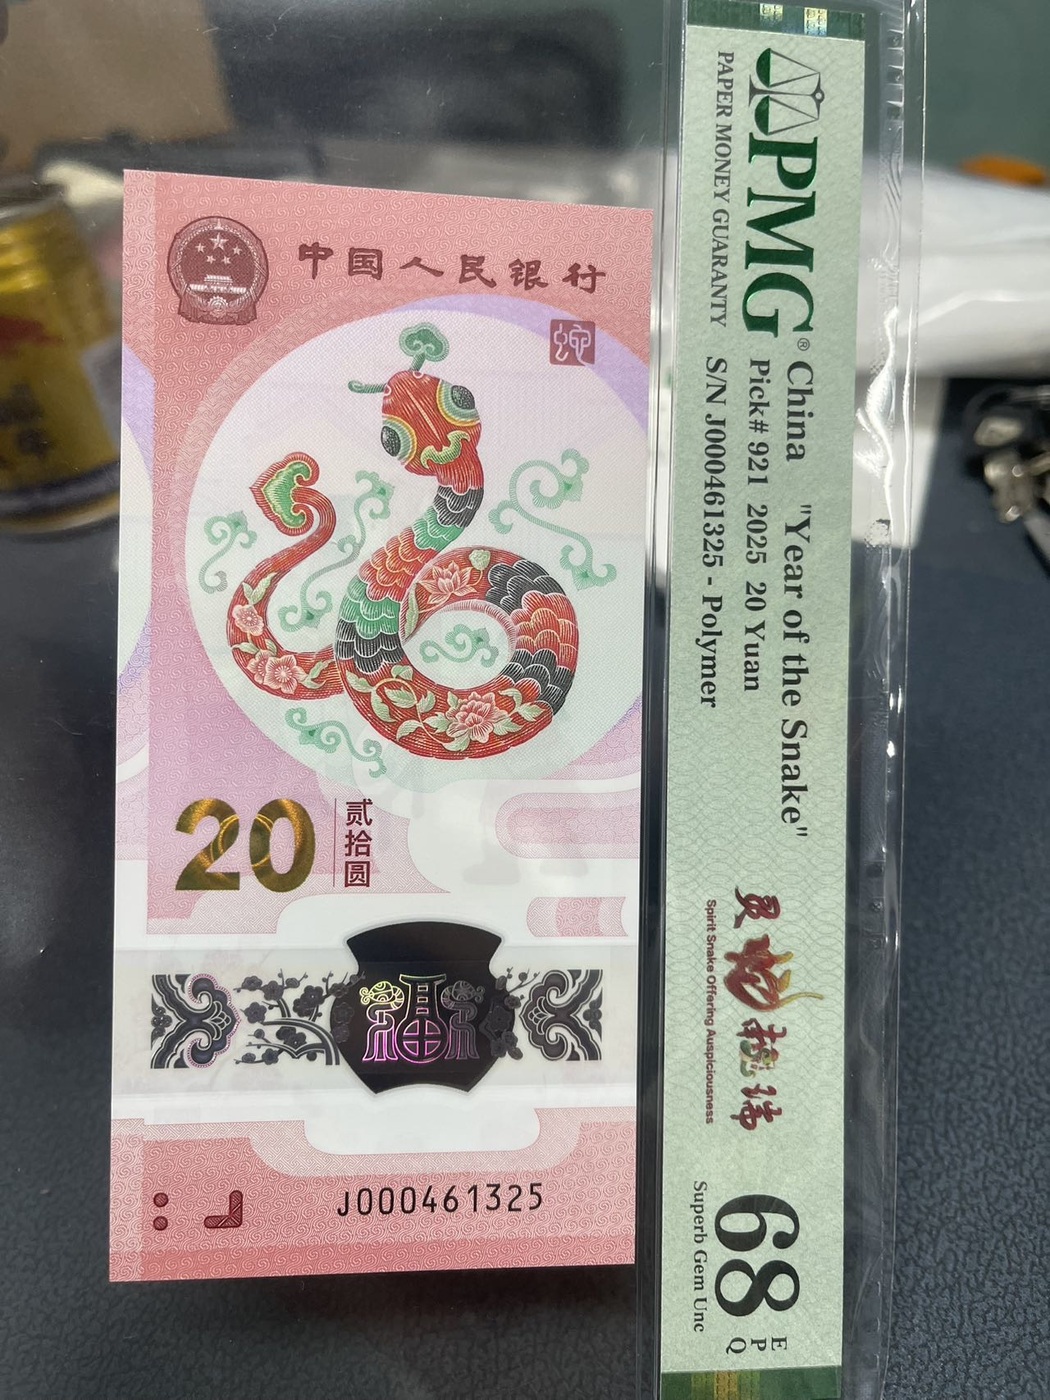 中国人民银行
蛇
20
贰拾圆
福
J000461325
PMG®
PAPER MONEY GUARANTY
China "Year of the Snake"
Pick# 921 2025 20 Yuan
S/N J000461325 - Polymer
灵蛇献瑞
Spirit Snake Offering Auspiciousness
68 EPQ
Superb Gem Unc